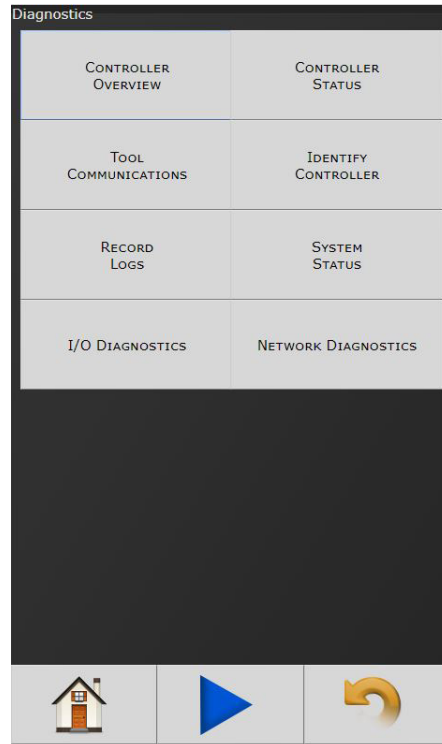 Diagnostics
Controller
Overview
Controller
Status
Tool
Communications
Identify
Controller
Record
Logs
System
Status
I/O Diagnostics
Network Diagnostics